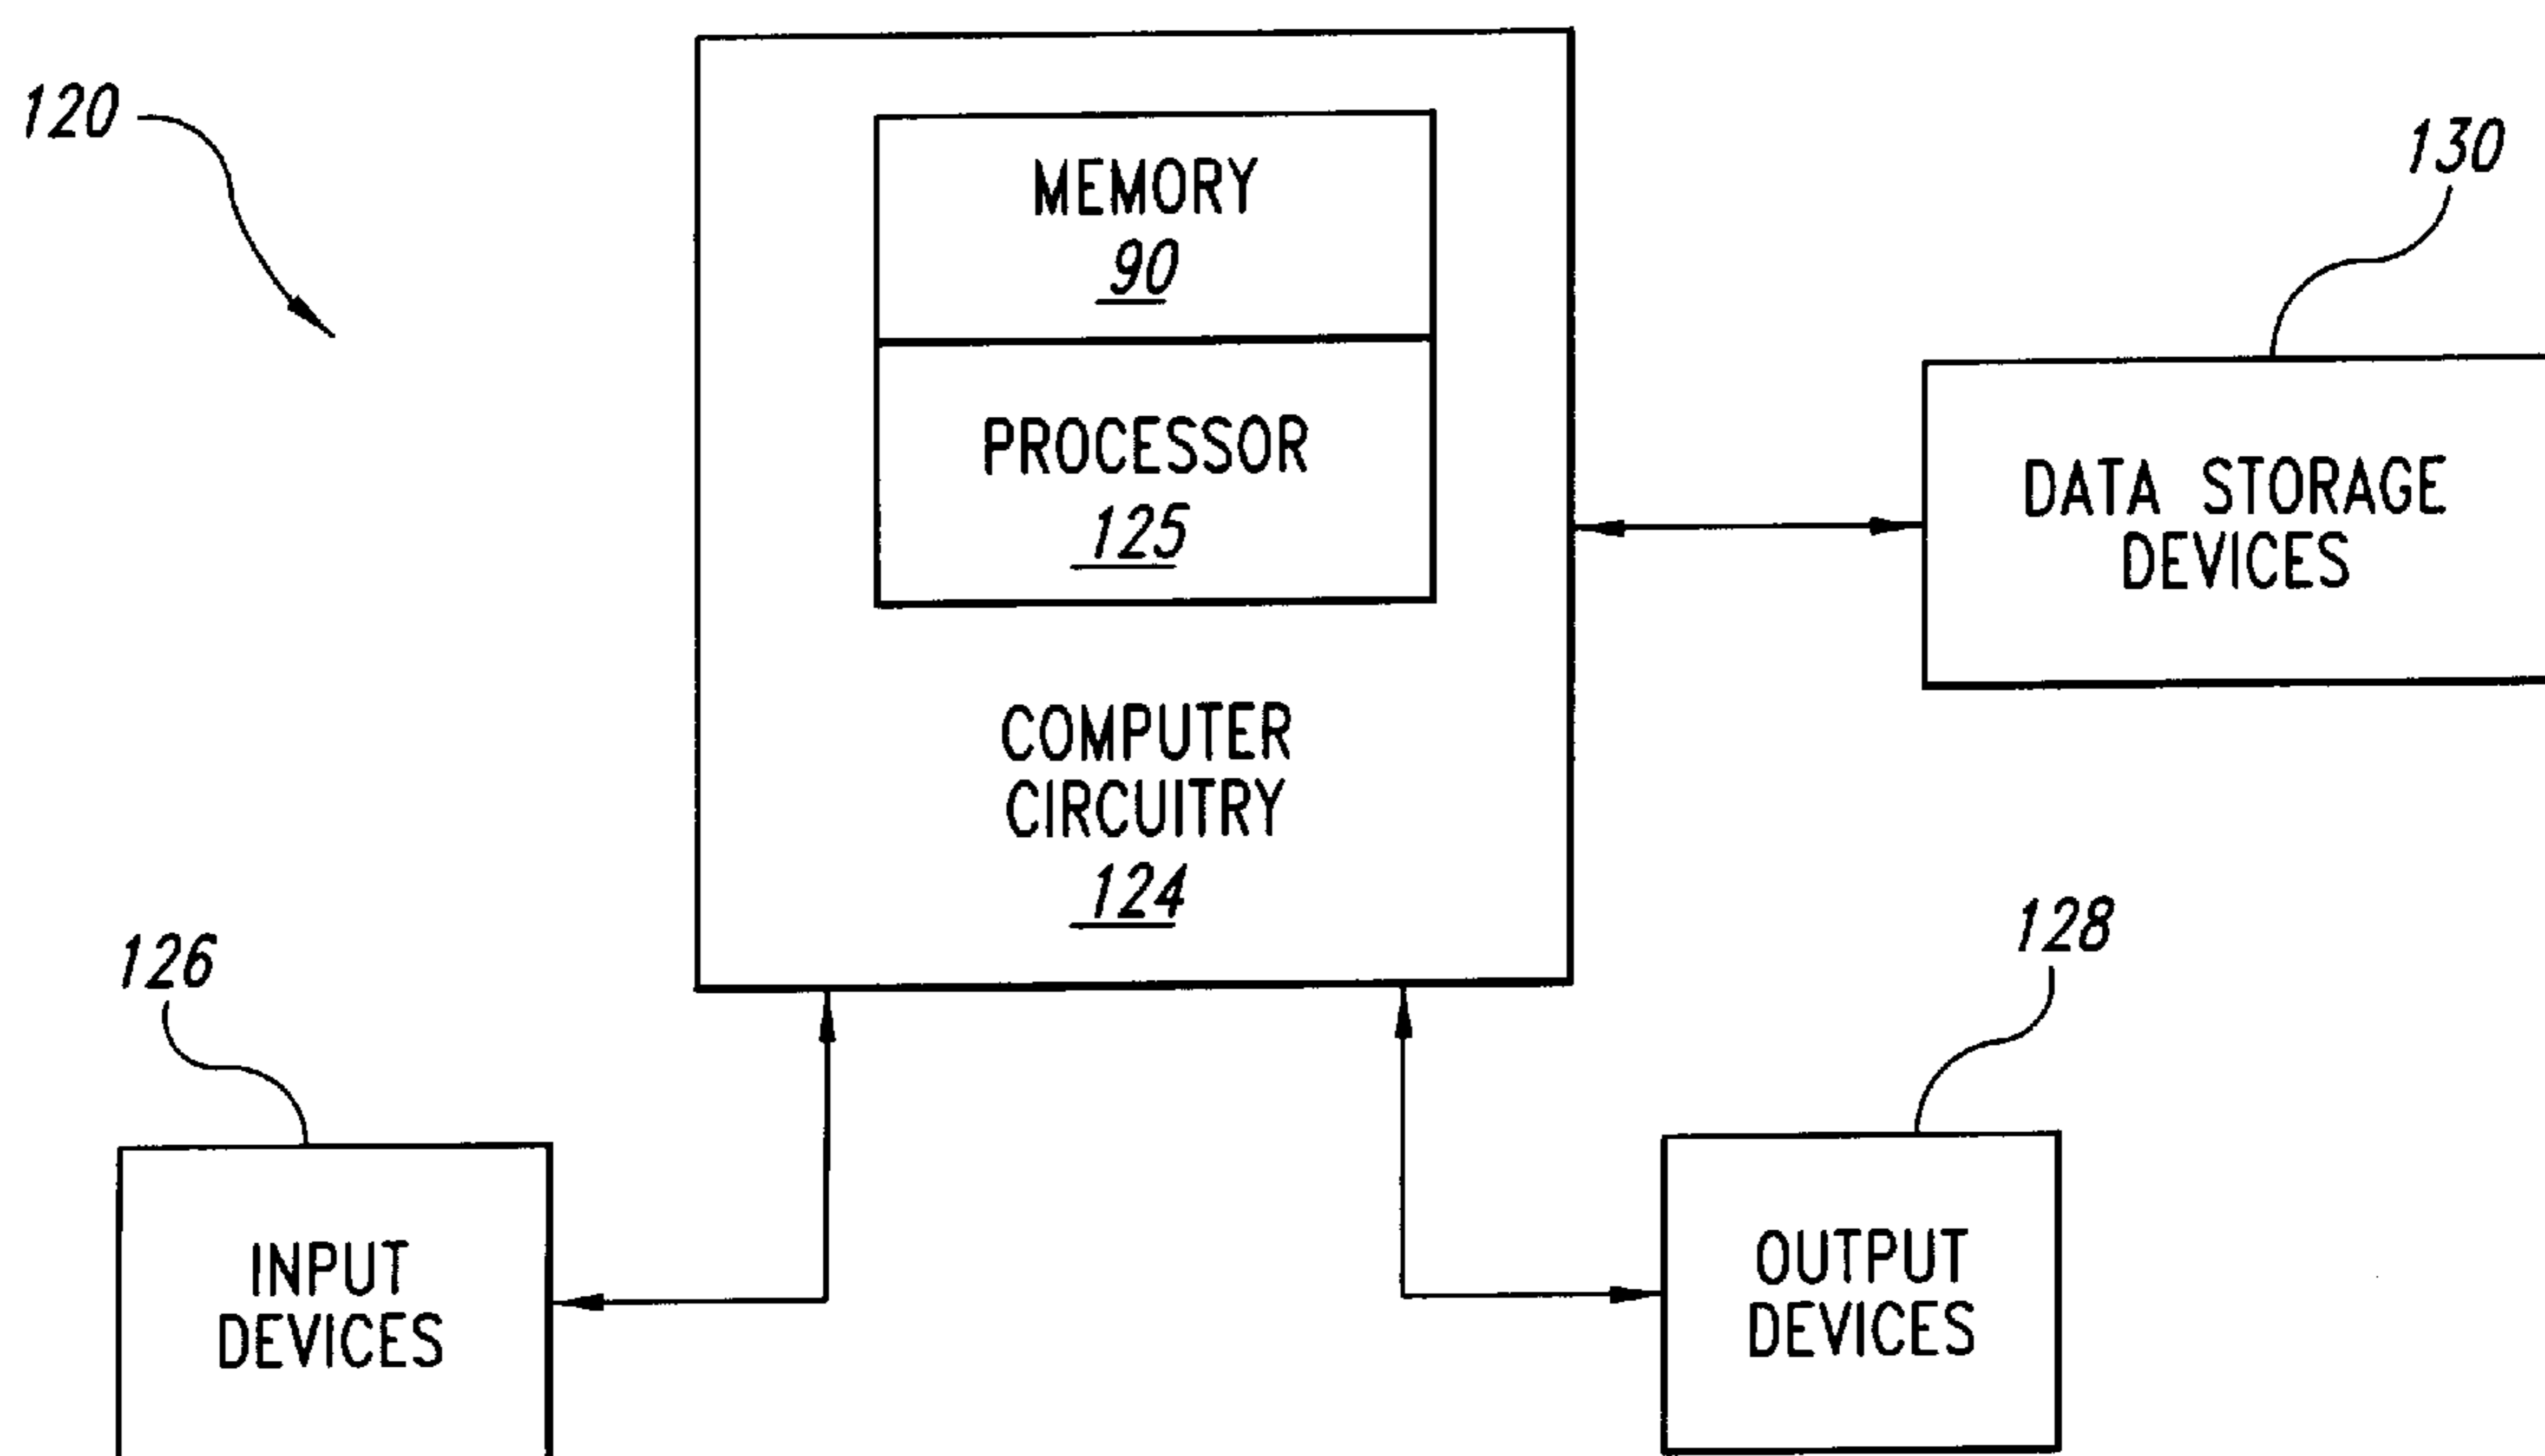 120
MEMORY
90
130
PROCESSOR
125
DATA STORAGE
DEVICES
COMPUTER
CIRCUITRY
124
126
128
INPUT
DEVICES
OUTPUT
DEVICES